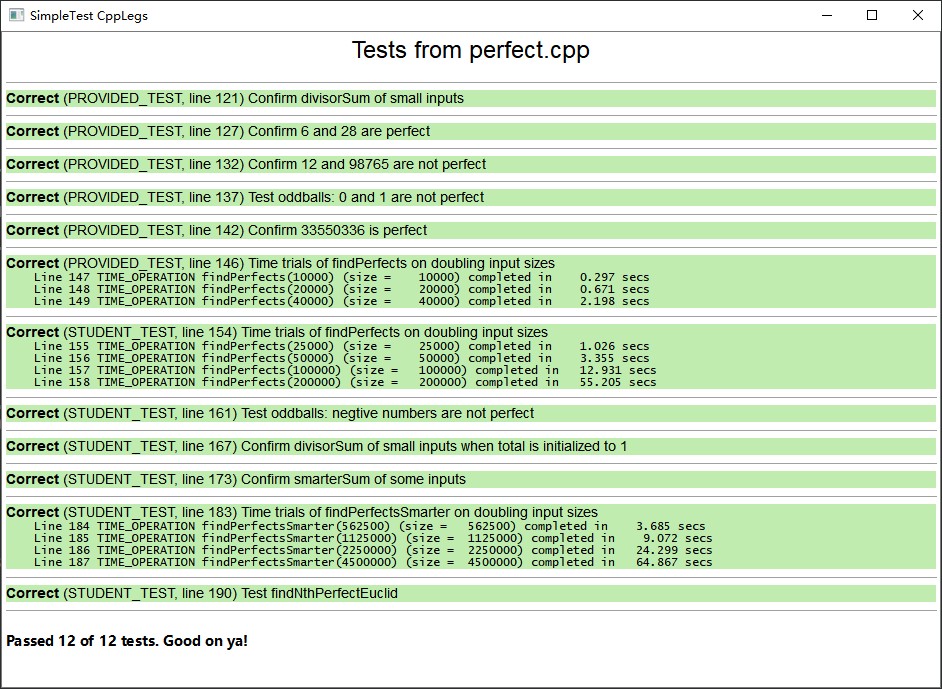 SimpleTest CppLegs
Tests from perfect.cpp
Correct (PROVIDED_TEST, line 121) Confirm divisorSum of small inputs
Correct (PROVIDED_TEST, line 127) Confirm 6 and 28 are perfect
Correct (PROVIDED_TEST, line 132) Confirm 12 and 98765 are not perfect
Correct (PROVIDED_TEST, line 137) Test oddballs: 0 and 1 are not perfect
Correct (PROVIDED_TEST, line 142) Confirm 33550336 is perfect
Correct (PROVIDED_TEST, line 146) Time trials of findPerfects on doubling input sizes
Line 147 TIME_OPERATION findPerfects(10000) (size =    10000) completed in    0.297 secs
Line 148 TIME_OPERATION findPerfects(20000) (size =    20000) completed in    0.671 secs
Line 149 TIME_OPERATION findPerfects(40000) (size =    40000) completed in    2.198 secs
Correct (STUDENT_TEST, line 154) Time trials of findPerfects on doubling input sizes
Line 155 TIME_OPERATION findPerfects(25000) (size =    25000) completed in    1.026 secs
Line 156 TIME_OPERATION findPerfects(50000) (size =    50000) completed in    3.355 secs
Line 157 TIME_OPERATION findPerfects(100000) (size =   100000) completed in   12.931 secs
Line 158 TIME_OPERATION findPerfects(200000) (size =   200000) completed in   55.205 secs
Correct (STUDENT_TEST, line 161) Test oddballs: negtive numbers are not perfect
Correct (STUDENT_TEST, line 167) Confirm divisorSum of small inputs when total is initialized to 1
Correct (STUDENT_TEST, line 173) Confirm smarterSum of some inputs
Correct (STUDENT_TEST, line 183) Time trials of findPerfectsSmarter on doubling input sizes
Line 184 TIME_OPERATION findPerfectsSmarter(562500) (size =   562500) completed in    3.685 secs
Line 185 TIME_OPERATION findPerfectsSmarter(1125000) (size =  1125000) completed in    9.072 secs
Line 186 TIME_OPERATION findPerfectsSmarter(2250000) (size =  2250000) completed in   24.299 secs
Line 187 TIME_OPERATION findPerfectsSmarter(4500000) (size =  4500000) completed in   64.867 secs
Correct (STUDENT_TEST, line 190) Test findNthPerfectEuclid
Passed 12 of 12 tests. Good on ya!